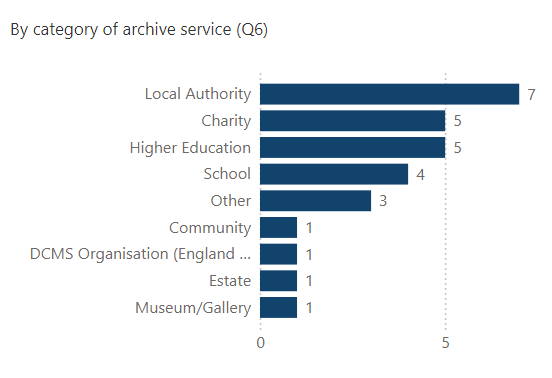 By category of archive service (Q6)
Local Authority 7
Charity 5
Higher Education 5
School 4
Other 3
Community 1
DCMS Organisation (England ... 1
Estate 1
Museum/Gallery 1
0 5